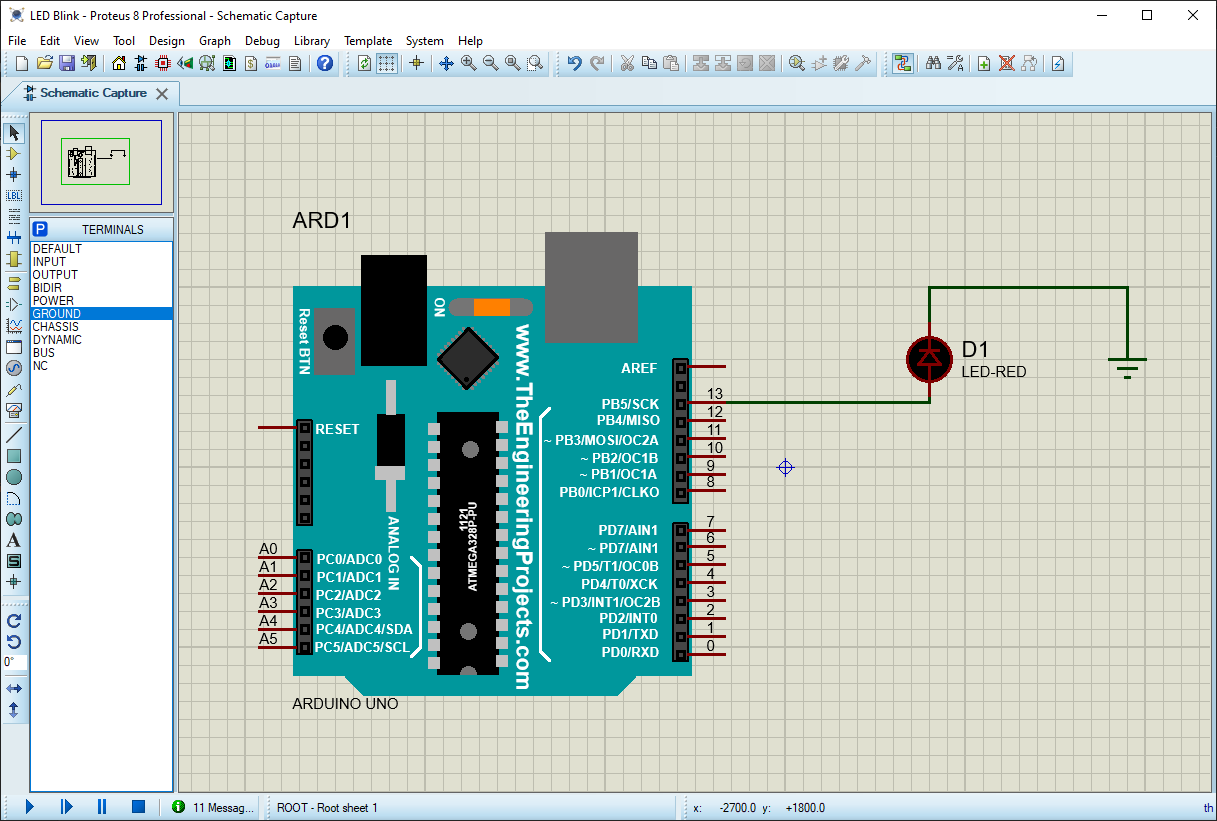 LED Blink - Proteus 8 Professional - Schematic Capture
File Edit View Tool Design Graph Debug Library Template System Help
Schematic Capture
LBL
P TERMINALS
DEFAULT
INPUT
OUTPUT
BIDIR
POWER
GROUND
CHASSIS
DYNAMIC
BUS
NC
A
S
0°
ARD1
Reset BTN
ON
www.TheEngineeringProjects.com
RESET
ANALOG IN
1121
ATMEGA328P-PU
A0 PC0/ADC0
A1 PC1/ADC1
A2 PC2/ADC2
A3 PC3/ADC3
A4 PC4/ADC4/SDA
A5 PC5/ADC5/SCL
AREF
PB5/SCK 13
PB4/MISO 12
~ PB3/MOSI/OC2A 11
~ PB2/OC1B 10
~ PB1/OC1A 9
PB0/ICP1/CLKO 8
PD7/AIN1 7
~ PD7/AIN1 6
~ PD5/T1/OC0B 5
PD4/T0/XCK 4
~ PD3/INT1/OC2B 3
PD2/INT0 2
PD1/TXD 1
PD0/RXD 0
ARDUINO UNO
D1
LED-RED
11 Messag... ROOT - Root sheet 1 x: -2700.0 y: +1800.0 th